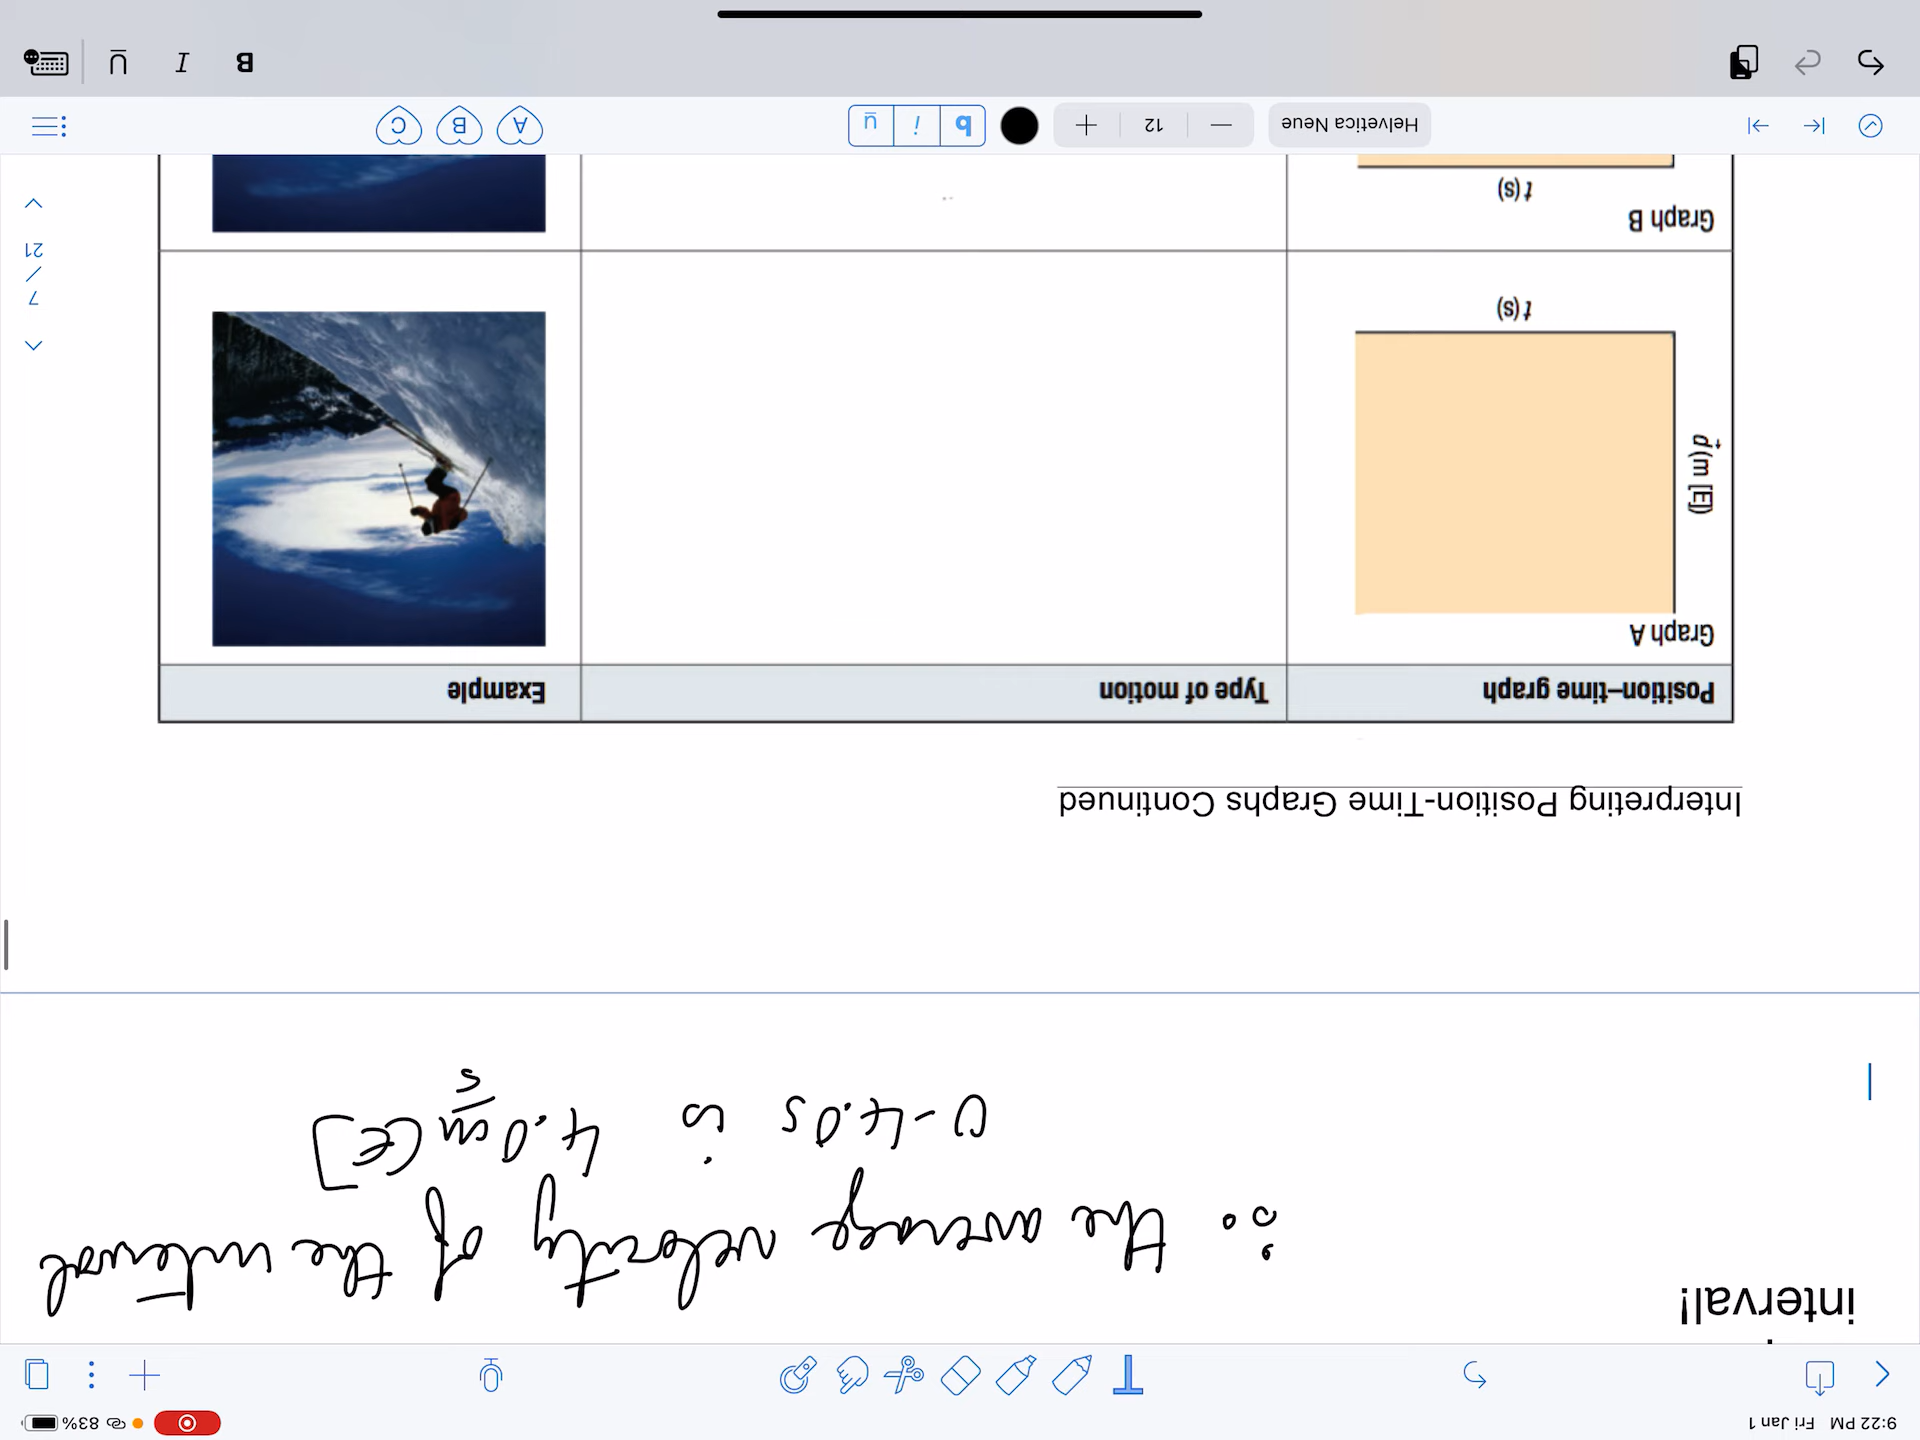 9:22 PM Fri Jan 1
83%
interval!
∴ the average velocity of the interval
0-4.0s is 4.0 m/s [E]
Interpreting Position-Time Graphs Continued
Position–time graph Type of motion Example
Graph A
d (m [E])
t (s)
Graph B
t (s)
7 / 21
Helvetica Neue — 12 + b i u A B C
B I U